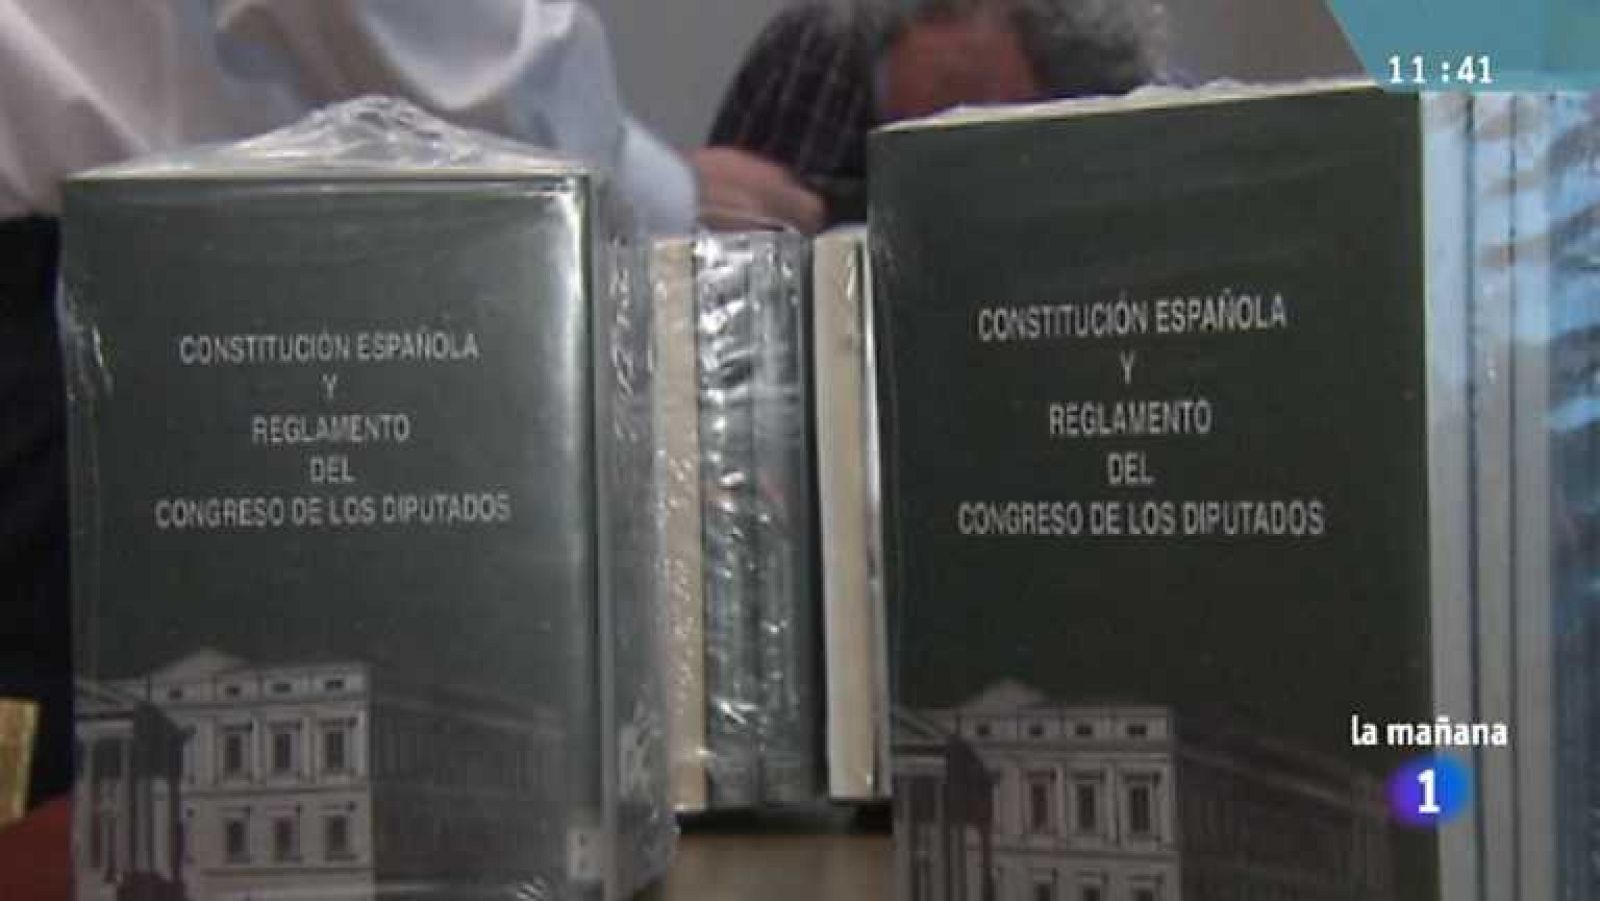 11:41
CONSTITUCIÓN ESPAÑOLA
Y
REGLAMENTO
DEL
CONGRESO DE LOS DIPUTADOS
CONSTITUCIÓN ESPAÑOLA
Y
REGLAMENTO
DEL
CONGRESO DE LOS DIPUTADOS
la mañana
1